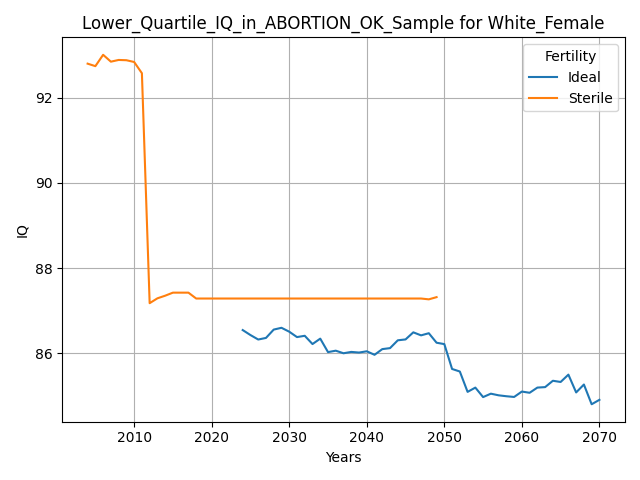 Lower_Quartile_IQ_in_ABORTION_OK_Sample for White_Female
Fertility
Ideal
Sterile
92
90
88
86
IQ
2010 2020 2030 2040 2050 2060 2070
Years